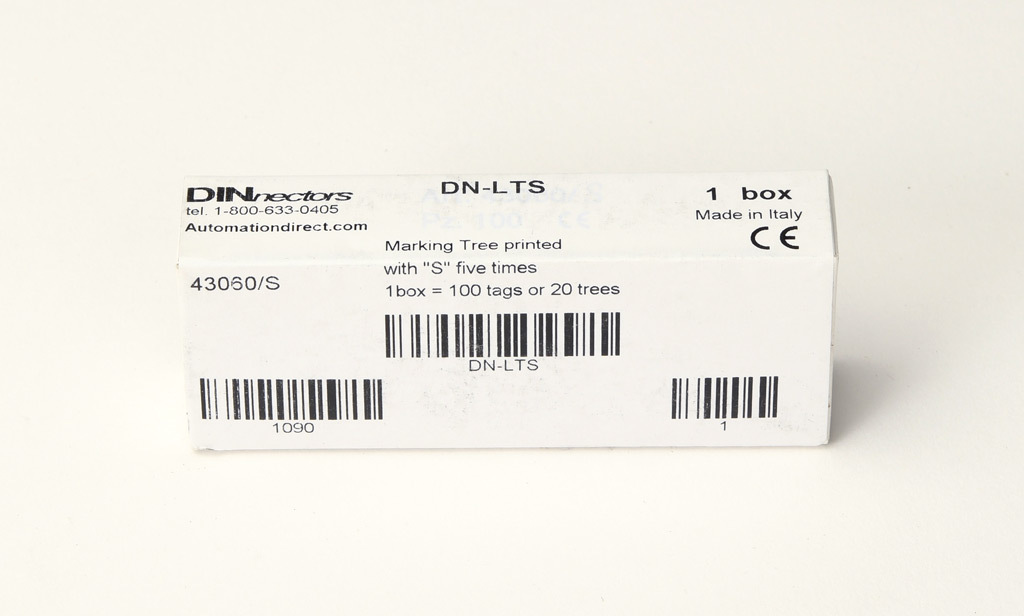 DINnectors
tel. 1-800-633-0405
Automationdirect.com
DN-LTS
1 box
Made in Italy
CE
Marking Tree printed
with "S" five times
1box = 100 tags or 20 trees
43060/S
DN-LTS
1090
1